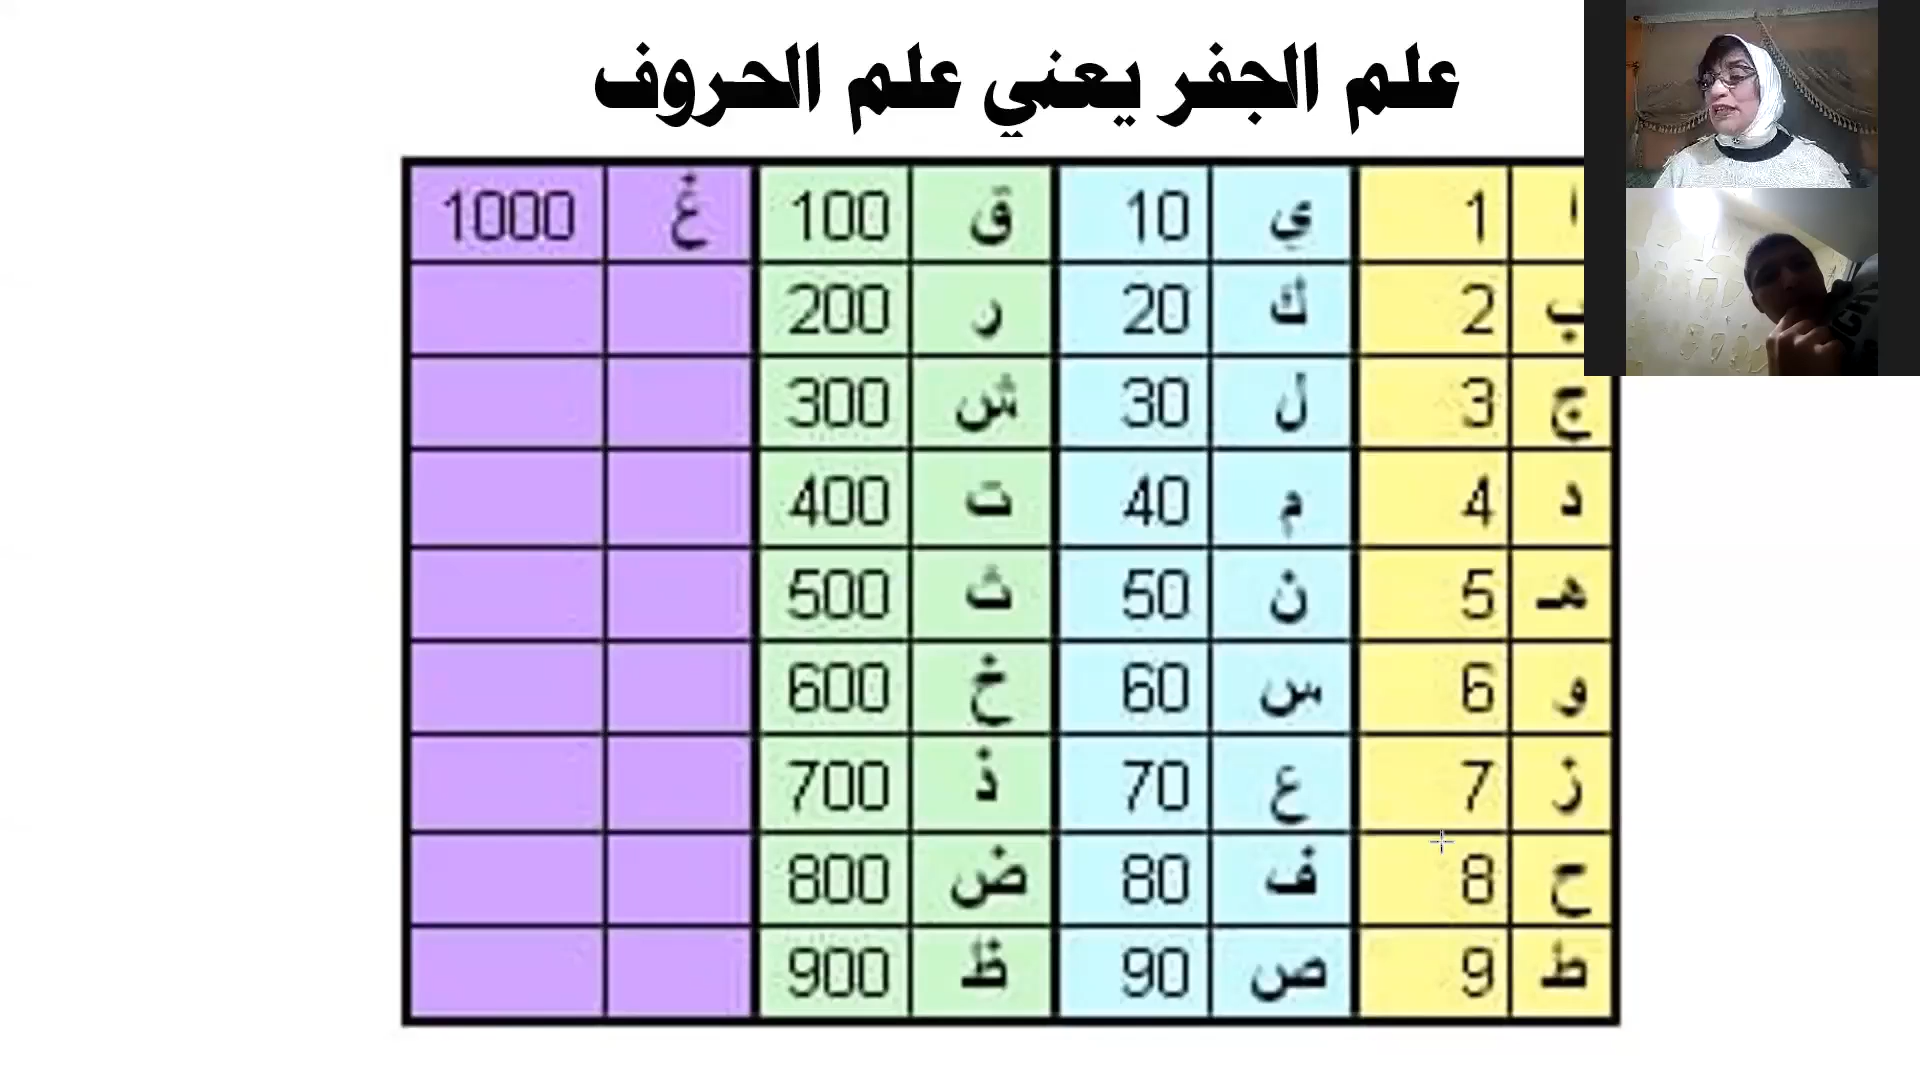 علم الجفر يعني علم الحروف
ا 1 ي 10 ق 100 غ 1000
ب 2 ك 20 ر 200
ج 3 ل 30 ش 300
د 4 م 40 ت 400
هـ 5 ن 50 ث 500
و 6 س 60 خ 600
ز 7 ع 70 ذ 700
ح 8 ف 80 ض 800
ط 9 ص 90 ظ 900